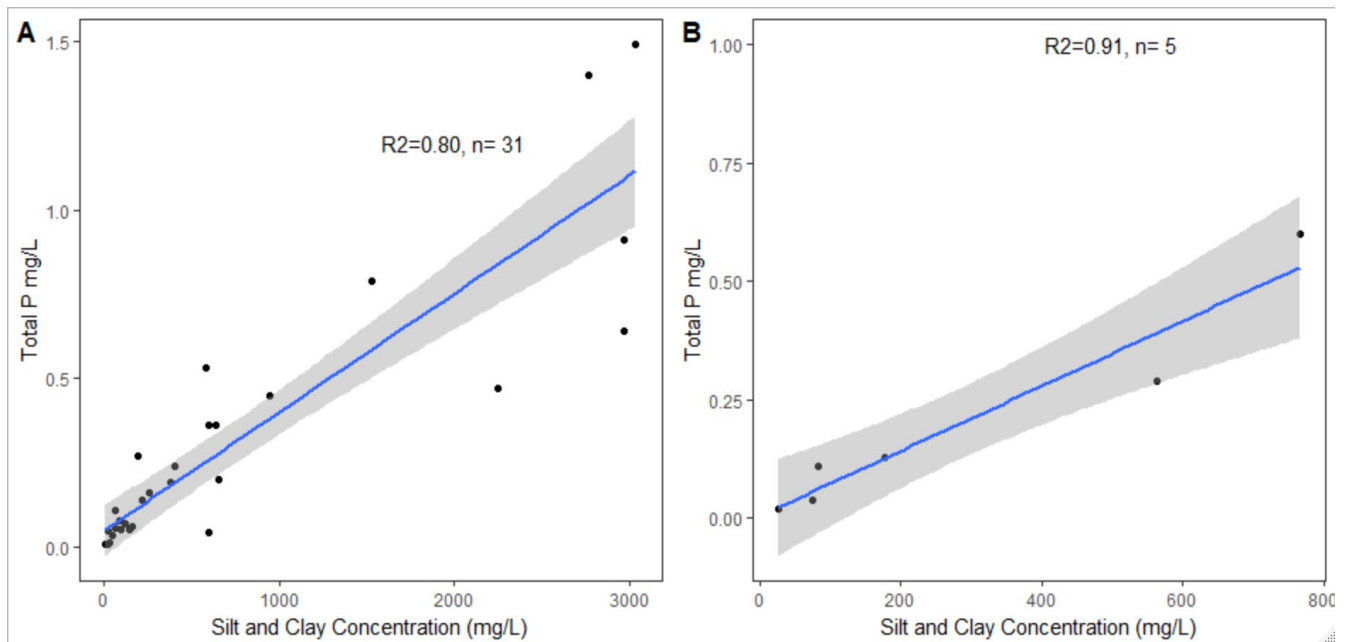 A
R2=0.80, n= 31
Total P mg/L
1.5
1.0
0.5
0.0
0
1000
2000
3000
Silt and Clay Concentration (mg/L)
B
R2=0.91, n= 5
Total P mg/L
1.00
0.75
0.50
0.25
0.00
0
200
400
600
800
Silt and Clay Concentration (mg/L)